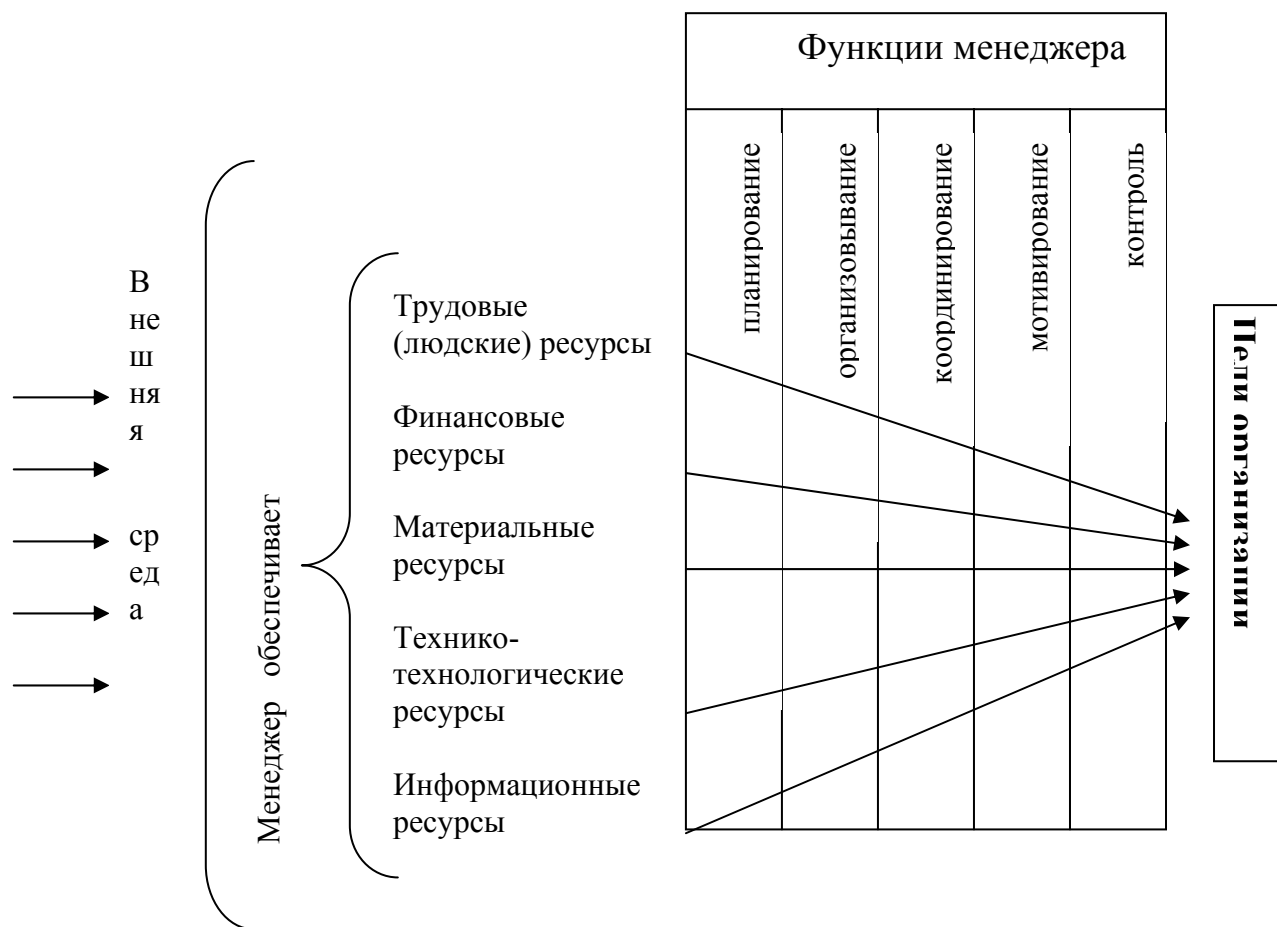 Функции менеджера
планирование
организовывание
координирование
мотивирование
контроль
В
не
ш
ня
я
ср
ед
а
Менеджер обеспечивает
Трудовые
(людские) ресурсы
Финансовые
ресурсы
Материальные
ресурсы
Технико-
технологические
ресурсы
Информационные
ресурсы
Цели организации